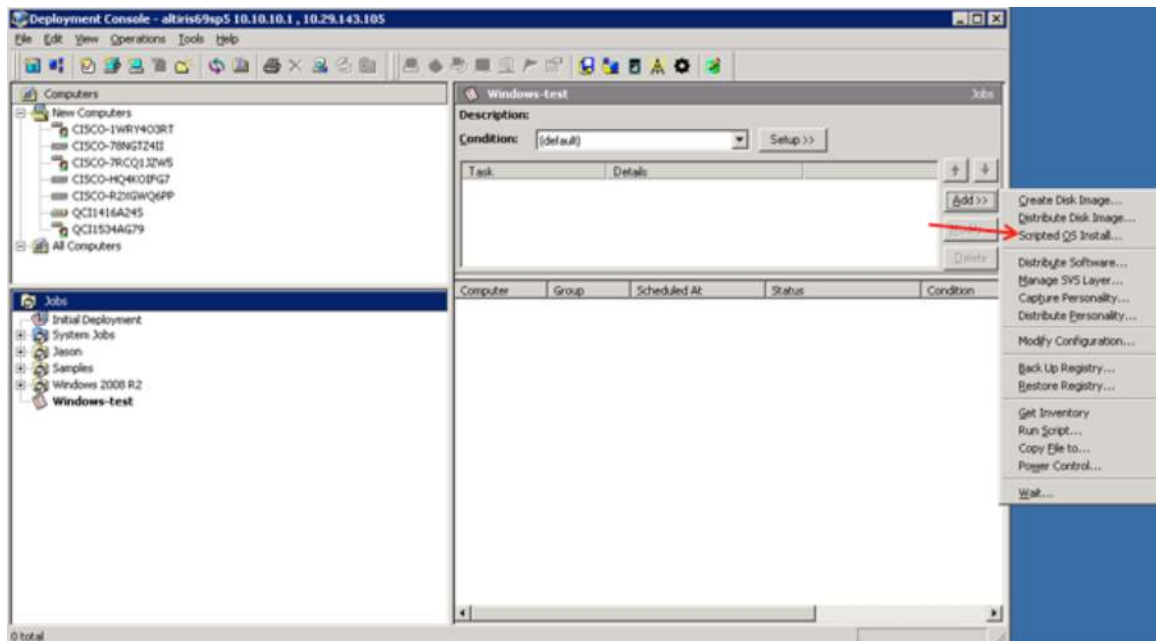 Deployment Console - altiris69sp5 10.10.10.1 , 10.29.143.105
File Edit View Operations Tools Help
Computers
New Computers
CISCO-1WRY4O3RT
CISCO-78NGTZ4II
CISCO-7RCQ1JZW5
CISCO-HQ4KOIFG7
CISCO-R2XGWQ6PP
QCI1416A245
QCI1534AG79
All Computers
Jobs
Initial Deployment
System Jobs
Jason
Samples
Windows 2008 R2
Windows-test
0 total
Windows-test Jobs
Description:
Condition: (default) Setup >>
Task Details
Add >>
Modify
Delete
Computer Group Scheduled At Status Condition
Create Disk Image...
Distribute Disk Image...
Scripted OS Install...
Distribute Software...
Manage SVS Layer...
Capture Personality...
Distribute Personality...
Modify Configuration...
Back Up Registry...
Restore Registry...
Get Inventory
Run Script...
Copy File to...
Power Control...
Wait...